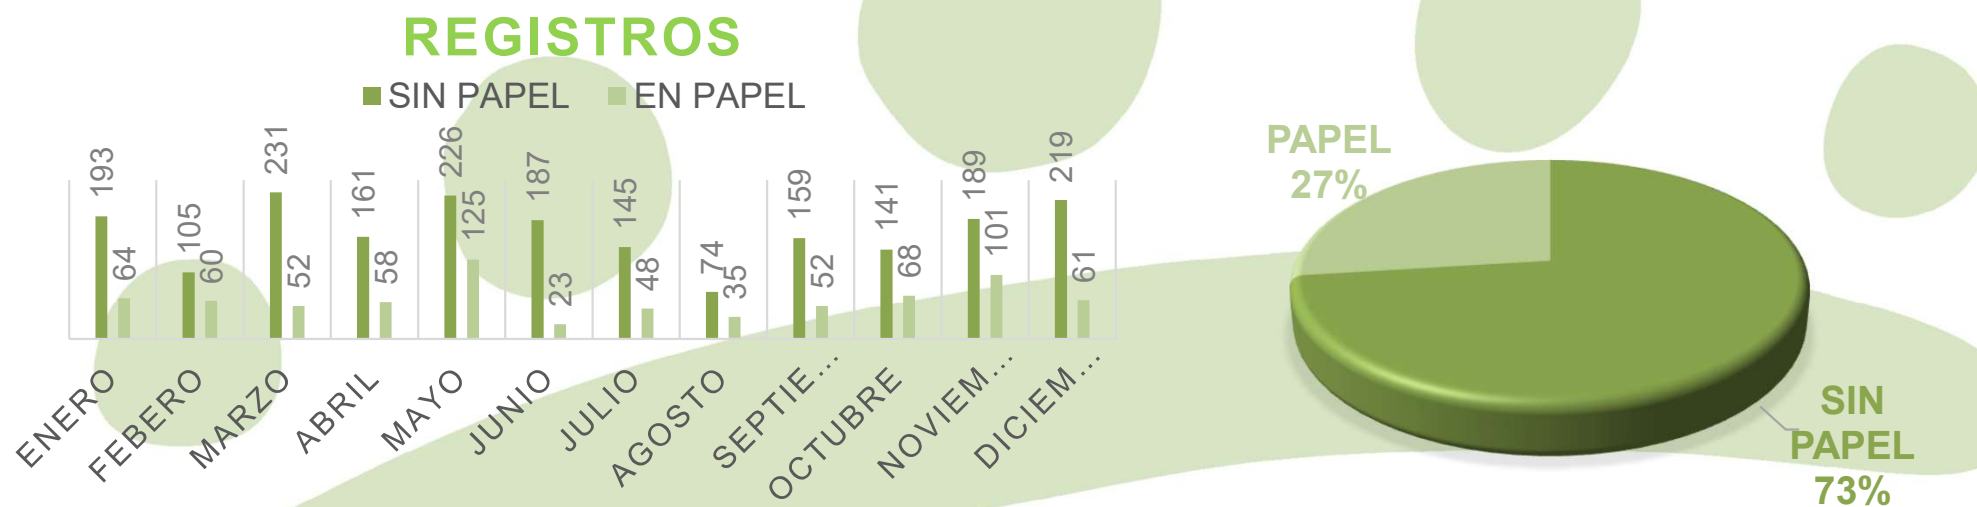 REGISTROS
SIN PAPEL EN PAPEL
193
64
105
60
231
52
161
58
226
125
187
23
145
48
74
35
159
52
141
68
189
101
219
61
ENERO
FEBERO
MARZO
ABRIL
MAYO
JUNIO
JULIO
AGOSTO
SEPTIE...
OCTUBRE
NOVIEM...
DICIEM...
PAPEL
27%
SIN
PAPEL
73%